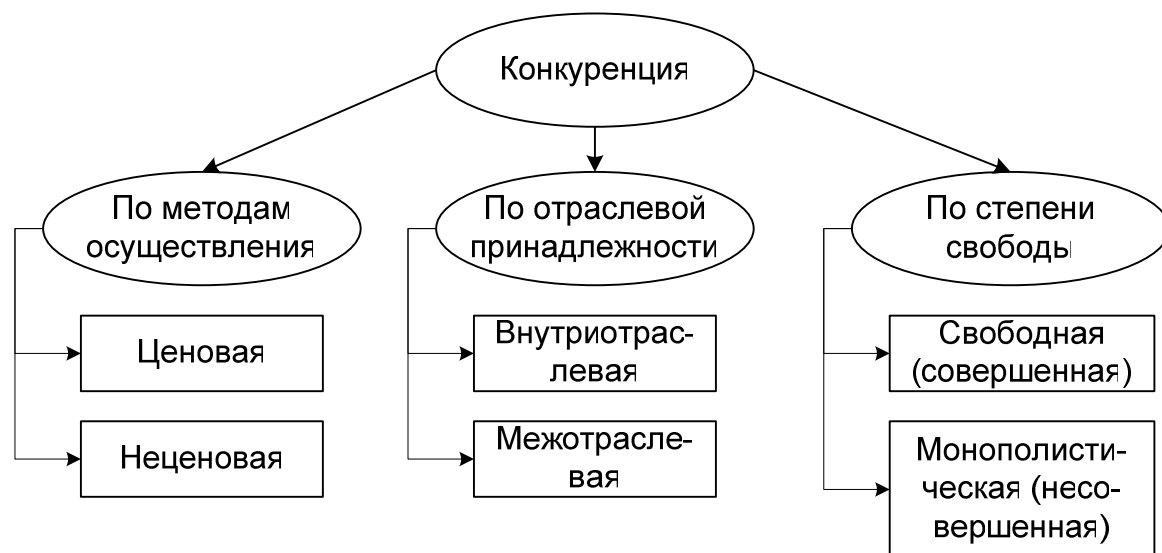 Конкуренция
По методам
осуществления
По отраслевой
принадлежности
По степени
свободы
Ценовая
Внутриотрас-
левая
Свободная
(совершенная)
Неценовая
Межотрасле-
вая
Монополисти-
ческая (несо-
вершенная)